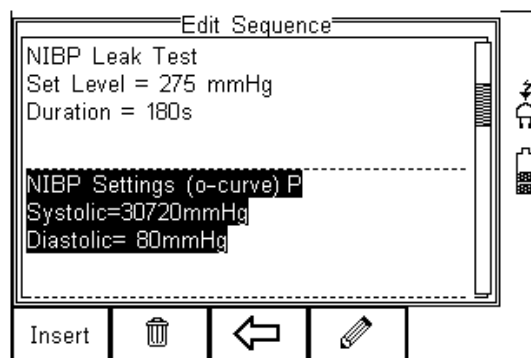 Edit Sequence
NIBP Leak Test
Set Level = 275 mmHg
Duration = 180s
NIBP Settings (o-curve) P
Systolic=30720mmHg
Diastolic= 80mmHg
Insert